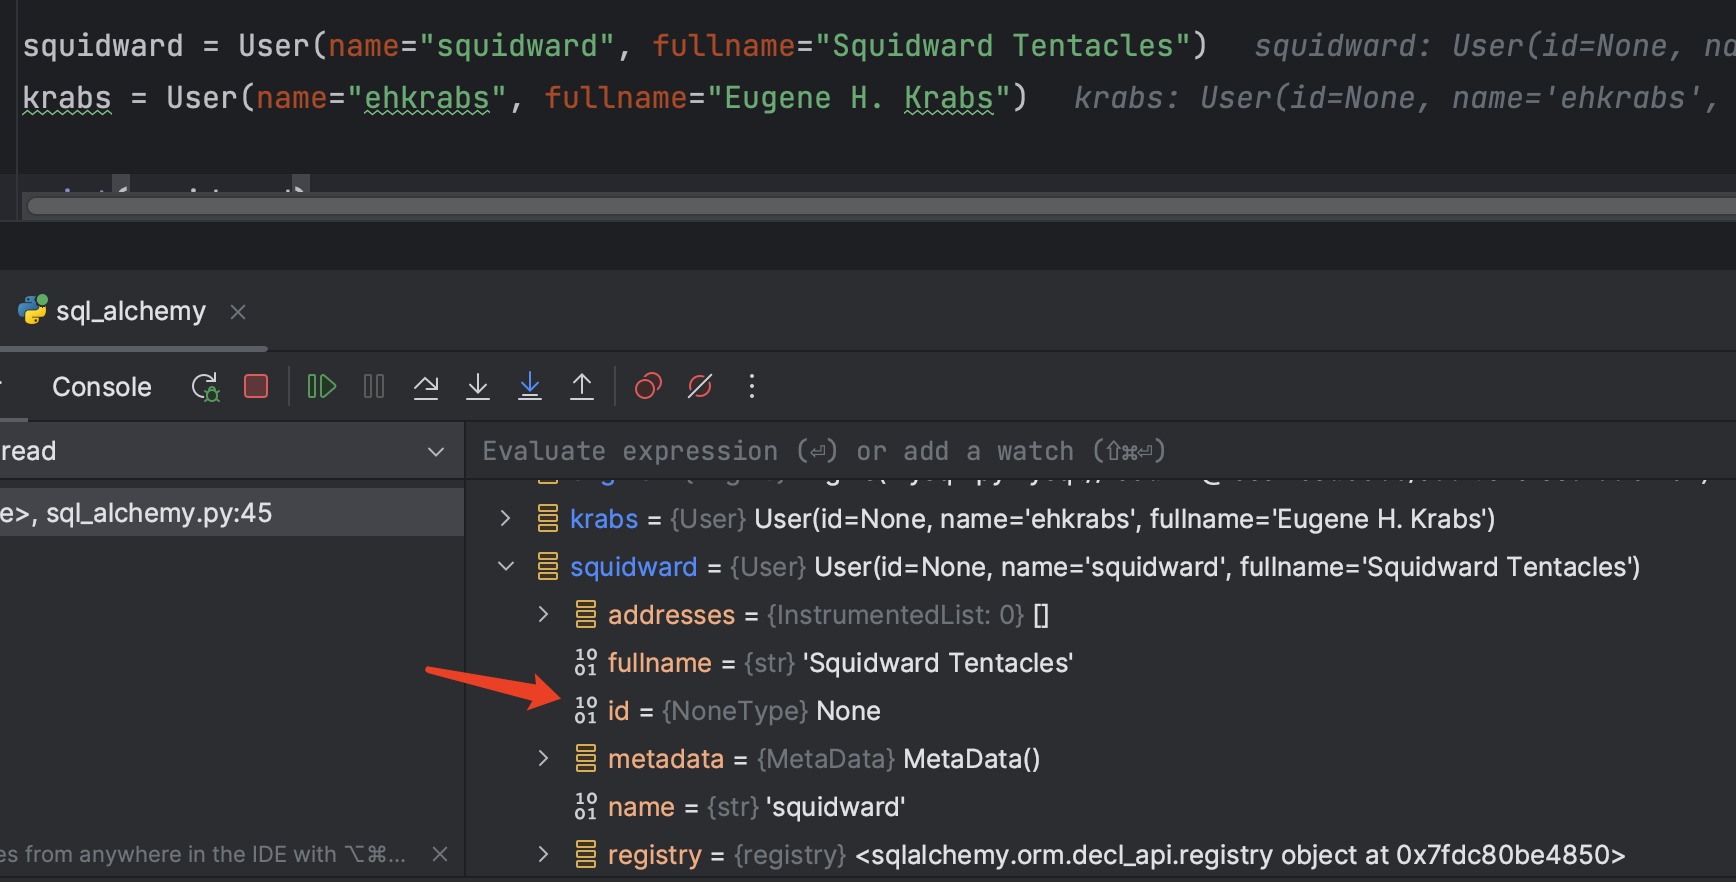 squidward = User(name="squidward", fullname="Squidward Tentacles") squidward: User(id=None, na
krabs = User(name="ehkrabs", fullname="Eugene H. Krabs") krabs: User(id=None, name='ehkrabs',
sql_alchemy
Console
read
Evaluate expression (⏎) or add a watch (⇧⌘⏎)
e>, sql_alchemy.py:45
krabs = {User} User(id=None, name='ehkrabs', fullname='Eugene H. Krabs')
squidward = {User} User(id=None, name='squidward', fullname='Squidward Tentacles')
addresses = {InstrumentedList: 0} []
fullname = {str} 'Squidward Tentacles'
id = {NoneType} None
metadata = {MetaData} MetaData()
name = {str} 'squidward'
es from anywhere in the IDE with ⌥⌘...
registry = {registry} <sqlalchemy.orm.decl_api.registry object at 0x7fdc80be4850>